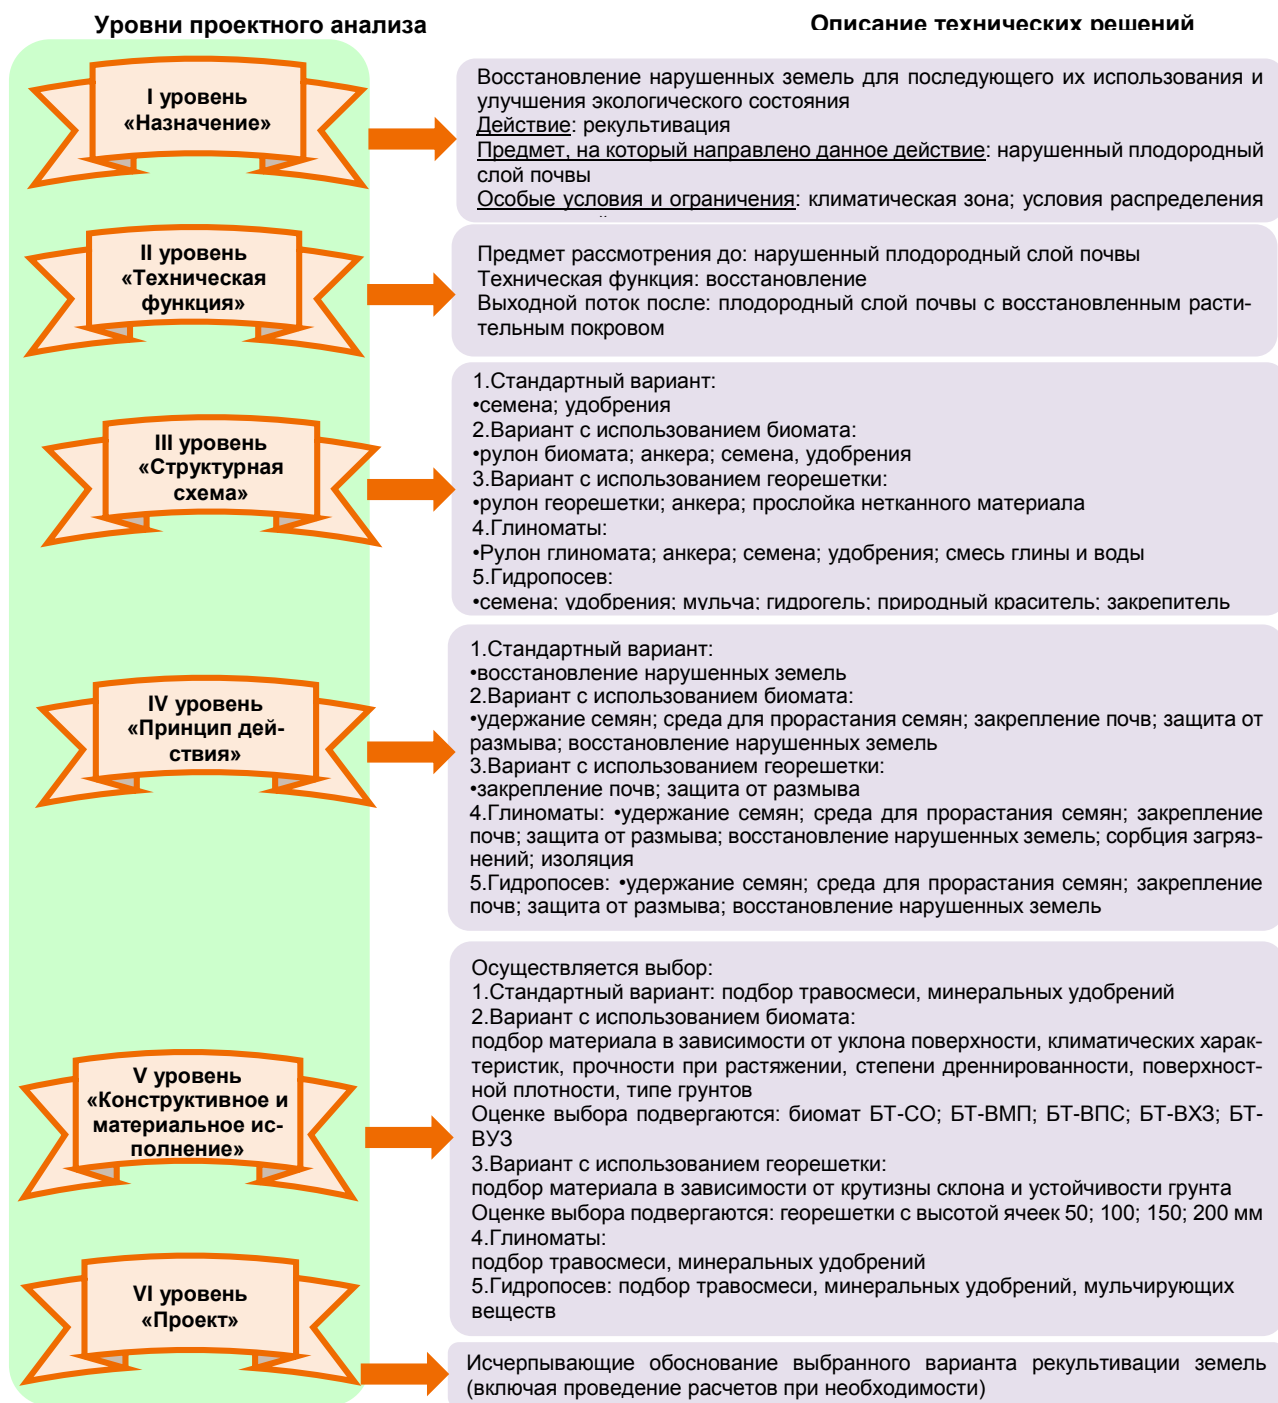 Уровни проектного анализа
Описание технических решений
I уровень
«Назначение»
Восстановление нарушенных земель для последующего их использования и
улучшения экологического состояния
Действие: рекультивация
Предмет, на который направлено данное действие: нарушенный плодородный
слой почвы
Особые условия и ограничения: климатическая зона; условия распределения
II уровень
«Техническая
функция»
Предмет рассмотрения до: нарушенный плодородный слой почвы
Техническая функция: восстановление
Выходной поток после: плодородный слой почвы с восстановленным расти-
тельным покровом
III уровень
«Структурная
схема»
1.Стандартный вариант:
•семена; удобрения
2.Вариант с использованием биомата:
•рулон биомата; анкера; семена, удобрения
3.Вариант с использованием георешетки:
•рулон георешетки; анкера; прослойка нетканного материала
4.Глиноматы:
•Рулон глиномата; анкера; семена; удобрения; смесь глины и воды
5.Гидропосев:
•семена; удобрения; мульча; гидрогель; природный краситель; закрепитель
IV уровень
«Принцип дей-
ствия»
1.Стандартный вариант:
•восстановление нарушенных земель
2.Вариант с использованием биомата:
•удержание семян; среда для прорастания семян; закрепление почв; защита от
размыва; восстановление нарушенных земель
3.Вариант с использованием георешетки:
•закрепление почв; защита от размыва
4.Глиноматы: •удержание семян; среда для прорастания семян; закрепление
почв; защита от размыва; восстановление нарушенных земель; сорбция загряз-
нений; изоляция
5.Гидропосев: •удержание семян; среда для прорастания семян; закрепление
почв; защита от размыва; восстановление нарушенных земель
V уровень
«Конструктивное и
материальное ис-
полнение»
Осуществляется выбор:
1.Стандартный вариант: подбор травосмеси, минеральных удобрений
2.Вариант с использованием биомата:
подбор материала в зависимости от уклона поверхности, климатических харак-
теристик, прочности при растяжении, степени дреннированности, поверхност-
ной плотности, типе грунтов
Оценке выбора подвергаются: биомат БТ-СО; БТ-ВМП; БТ-ВПС; БТ-ВХЗ; БТ-
ВУЗ
3.Вариант с использованием георешетки:
подбор материала в зависимости от крутизны склона и устойчивости грунта
Оценке выбора подвергаются: георешетки с высотой ячеек 50; 100; 150; 200 мм
4.Глиноматы:
подбор травосмеси, минеральных удобрений
5.Гидропосев: подбор травосмеси, минеральных удобрений, мульчирующих
веществ
VI уровень
«Проект»
Исчерпывающие обоснование выбранного варианта рекультивации земель
(включая проведение расчетов при необходимости)